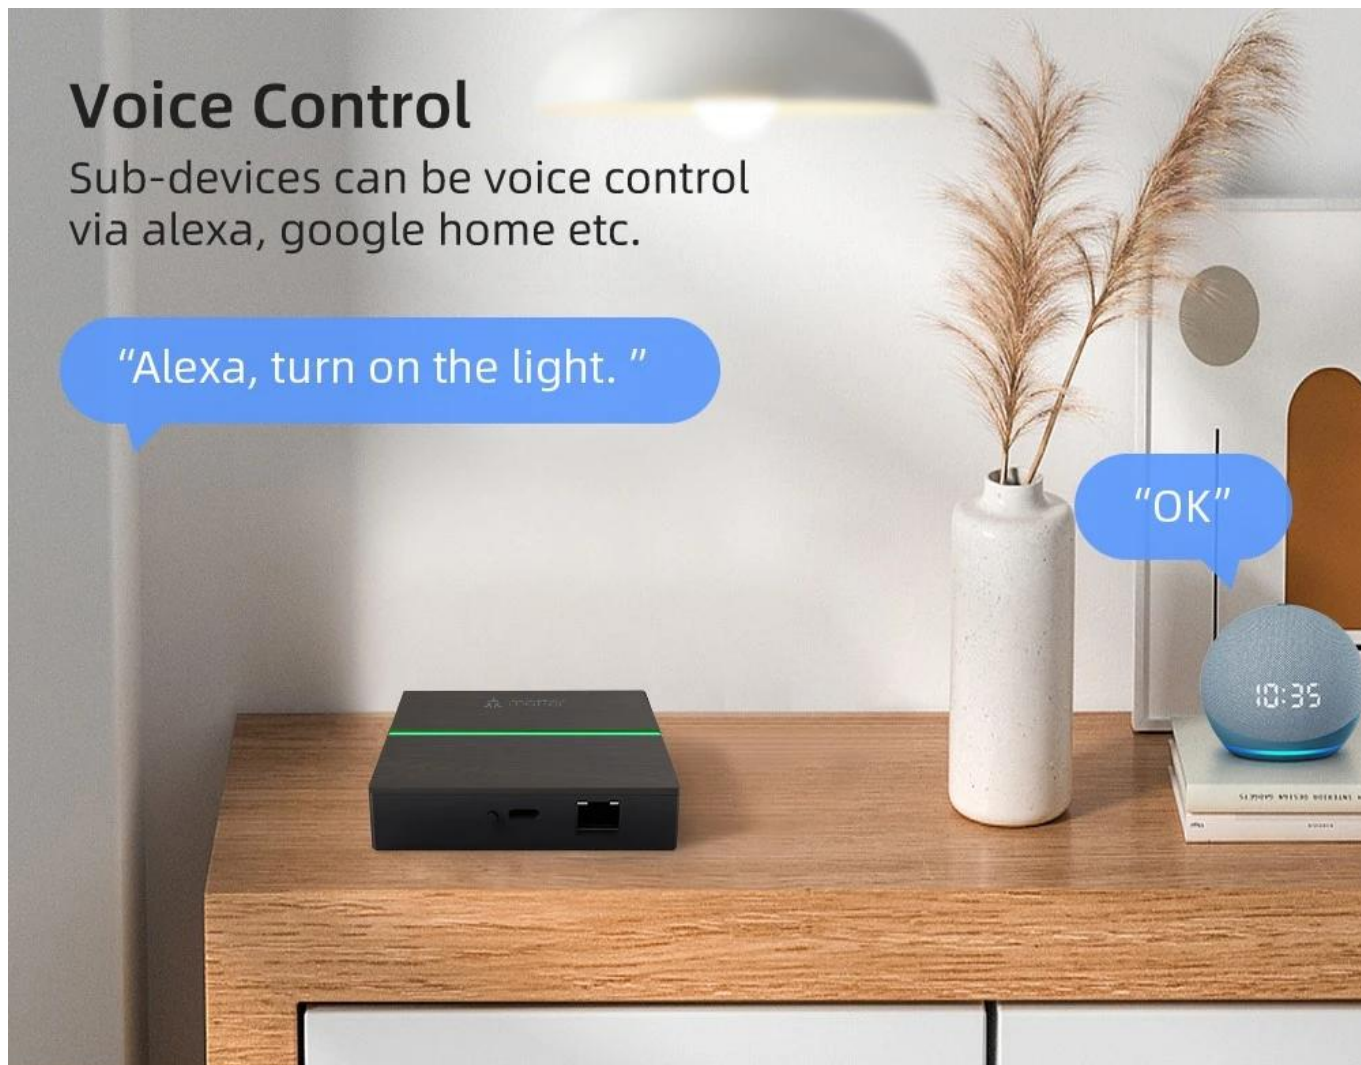 Voice Control
Sub-devices can be voice control
via alexa, google home etc.
“Alexa, turn on the light. ”
“OK”
10:35